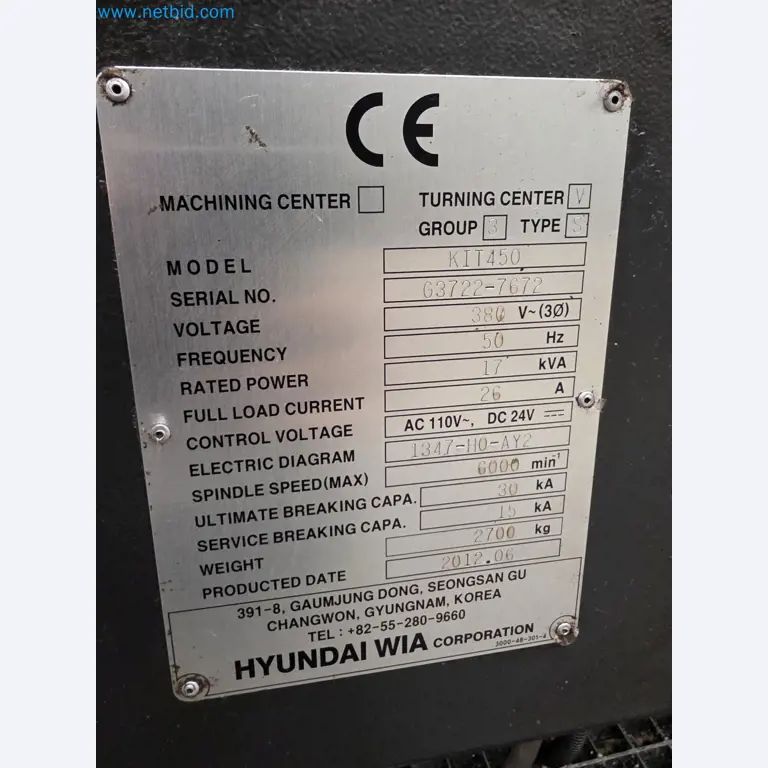 www.netbid.com
CE
MACHINING CENTER TURNING CENTER V
GROUP 3 TYPE S
MODEL KIT450
SERIAL NO. G3722-7672
VOLTAGE 380 V~(3Ø)
FREQUENCY 50 Hz
RATED POWER 17 kVA
FULL LOAD CURRENT 26 A
CONTROL VOLTAGE AC 110V~, DC 24V ⎓
ELECTRIC DIAGRAM 1347-H0-AY2
SPINDLE SPEED(MAX) 6000 min⁻¹
ULTIMATE BREAKING CAPA. 30 kA
SERVICE BREAKING CAPA. 15 kA
WEIGHT 2700 kg
PRODUCTED DATE 2012.06
391-8, GAUMJUNG DONG, SEONGSAN GU
CHANGWON, GYUNGNAM, KOREA
TEL : +82-55-280-9660
HYUNDAI WIA CORPORATION 3000-48-301-4